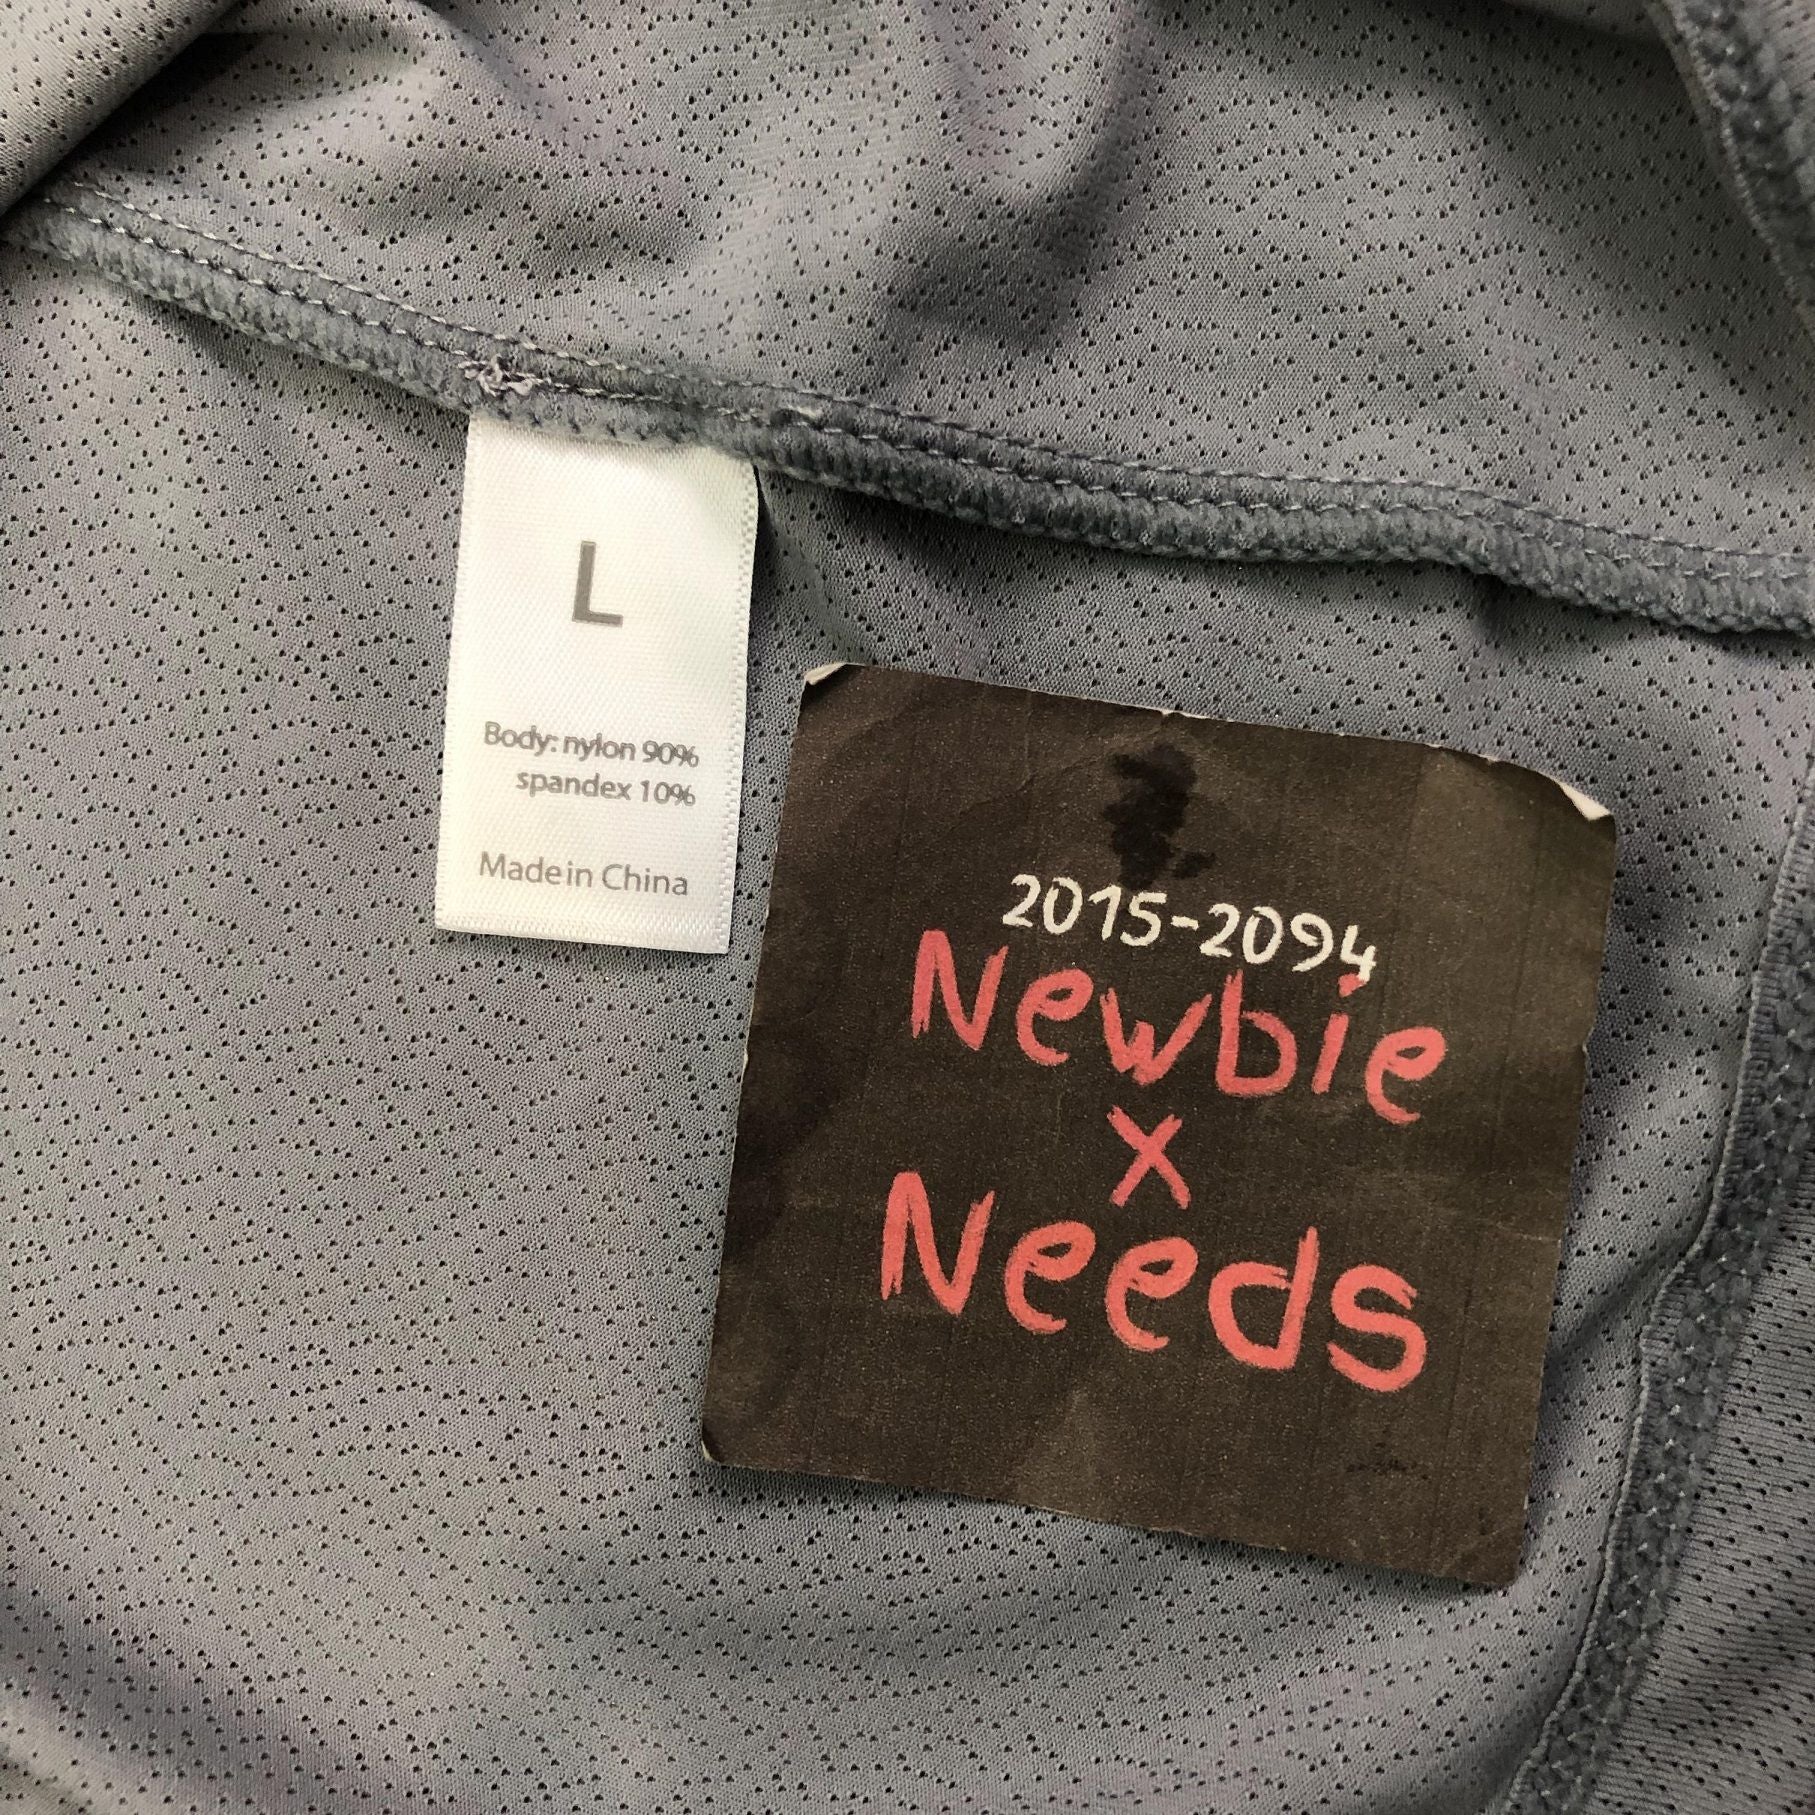 L
Body: nylon 90%
spandex 10%
Made in China
2015-2094
Newbie
x
Needs